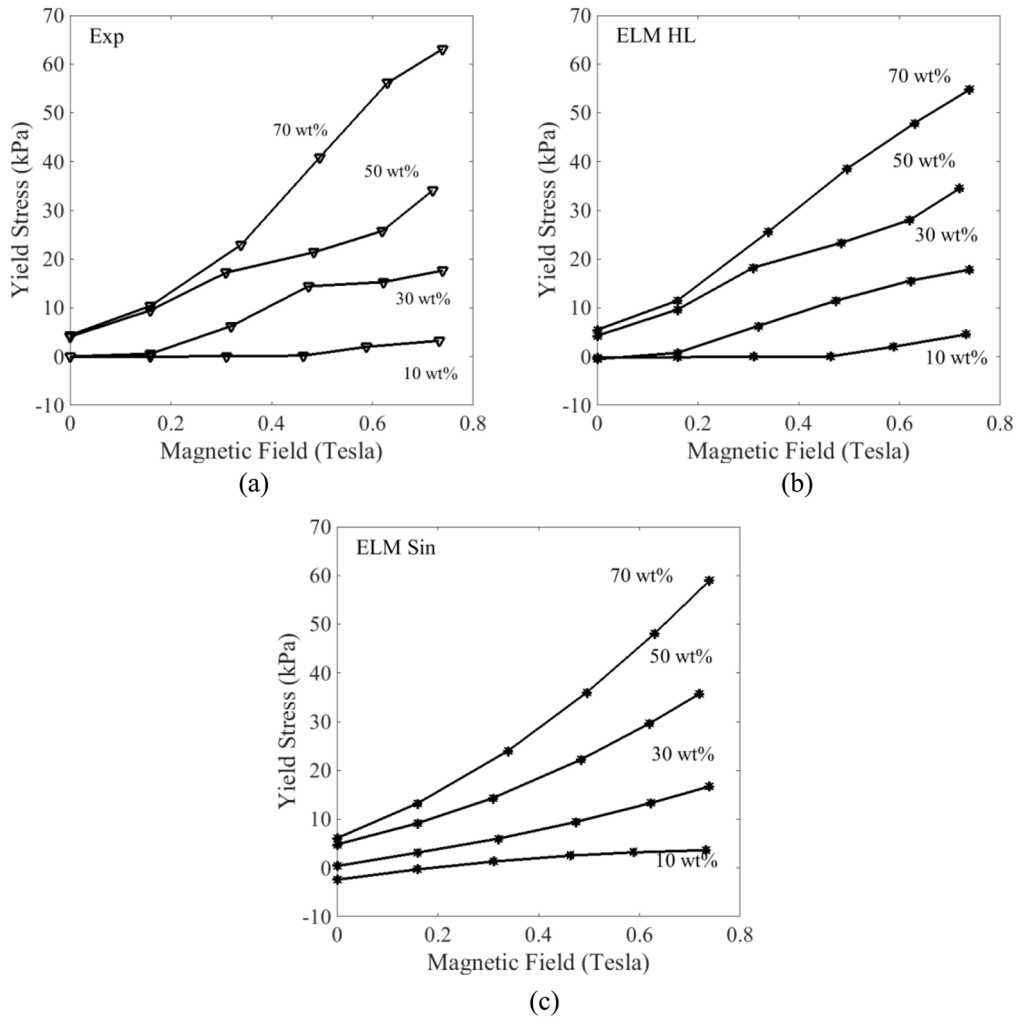 Exp
70
60
50
40
30
20
10
0
-10
Yield Stress (kPa)
70 wt%
50 wt%
30 wt%
10 wt%
0 0.2 0.4 0.6 0.8
Magnetic Field (Tesla)
(a)
ELM HL
70
60
50
40
30
20
10
0
-10
Yield Stress (kPa)
70 wt%
50 wt%
30 wt%
10 wt%
0 0.2 0.4 0.6 0.8
Magnetic Field (Tesla)
(b)
ELM Sin
70
60
50
40
30
20
10
0
-10
Yield Stress (kPa)
70 wt%
50 wt%
30 wt%
10 wt%
0 0.2 0.4 0.6 0.8
Magnetic Field (Tesla)
(c)